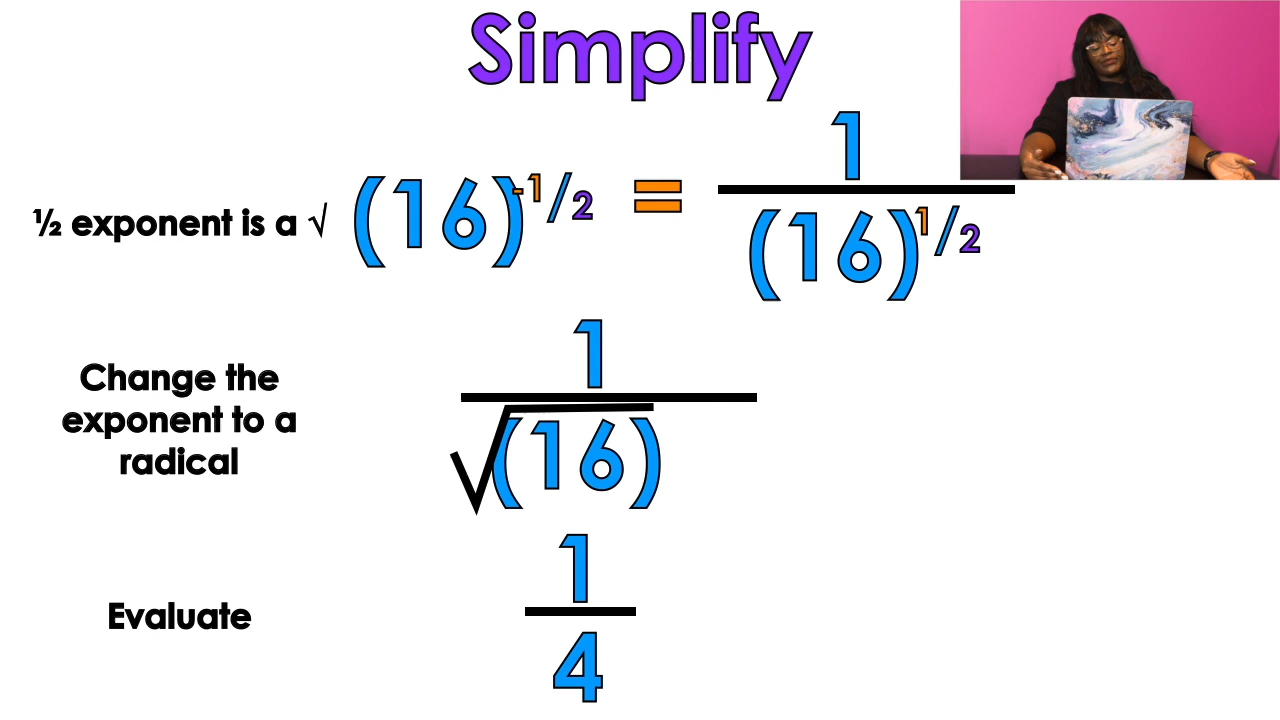 Simplify
½ exponent is a √ (16)-1/2 = 1
(16)1/2
Change the
exponent to a
radical
1
√(16)
Evaluate
1
4